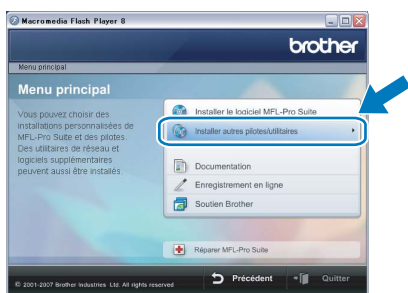 Macromedia Flash Player 8
brother
Menu principal
Menu principal
Vous pouvez choisir des
installations personnalisées de
MFL-Pro Suite et des pilotes.
Des utilitaires de réseau et
logiciels supplémentaires
peuvent aussi être installés
Installer le logiciel MFL-Pro Suite
Installer autres pilotes/utilitaires
Documentation
Enregistrement en ligne
Soutien Brother
Réparer MFL-Pro Suite
© 2001-2007 Brother Industries Ltd. All rights reserved
Précédent
Quitter